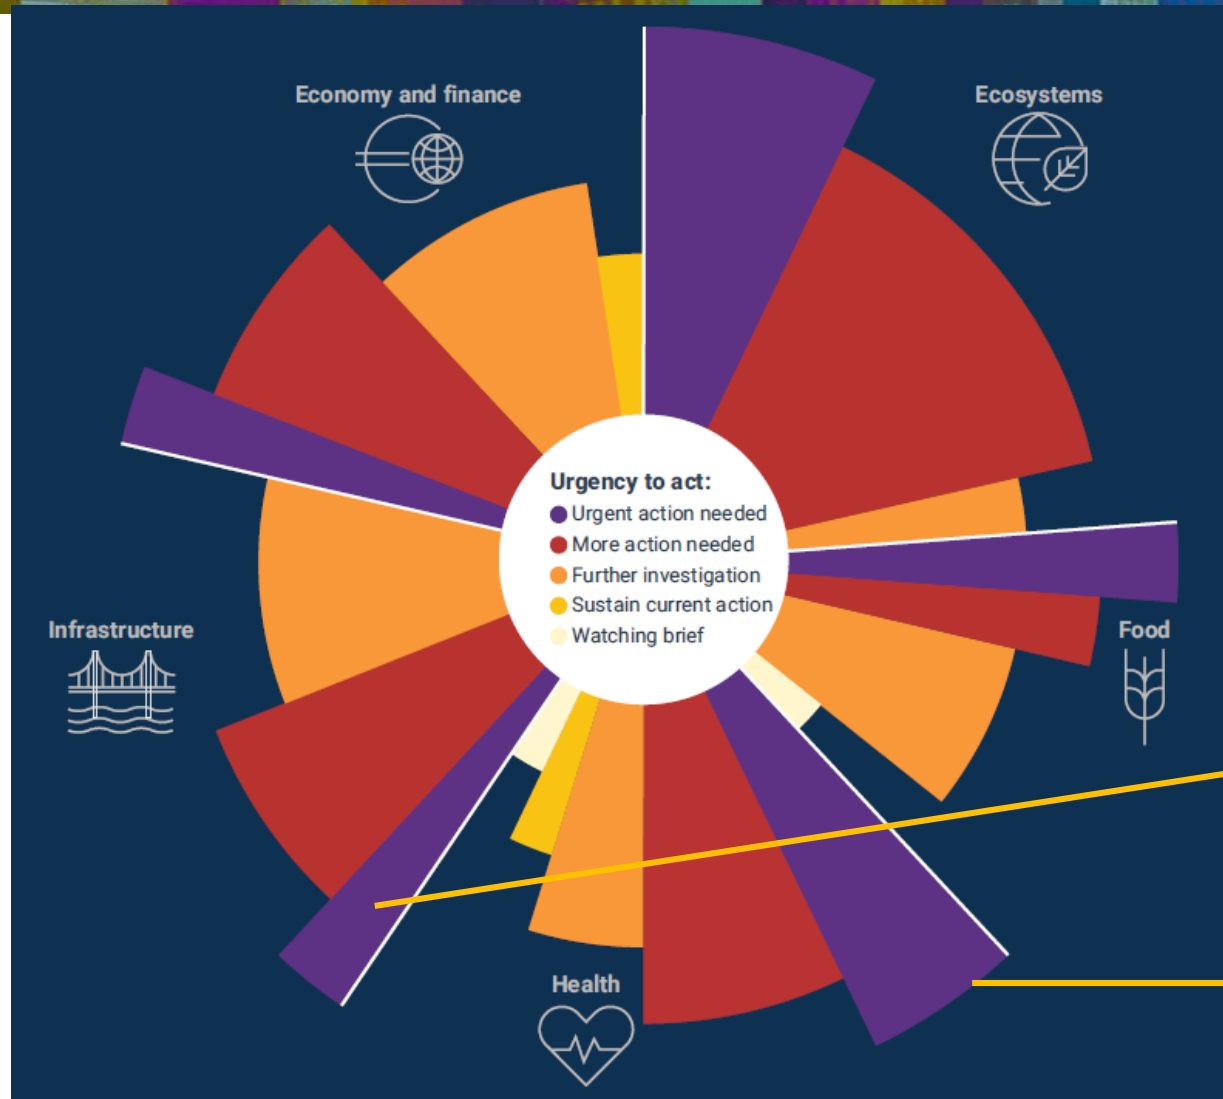 Economy and finance
Ecosystems
Urgency to act:
Urgent action needed
More action needed
Further investigation
Sustain current action
Watching brief
Infrastructure
Food
Health